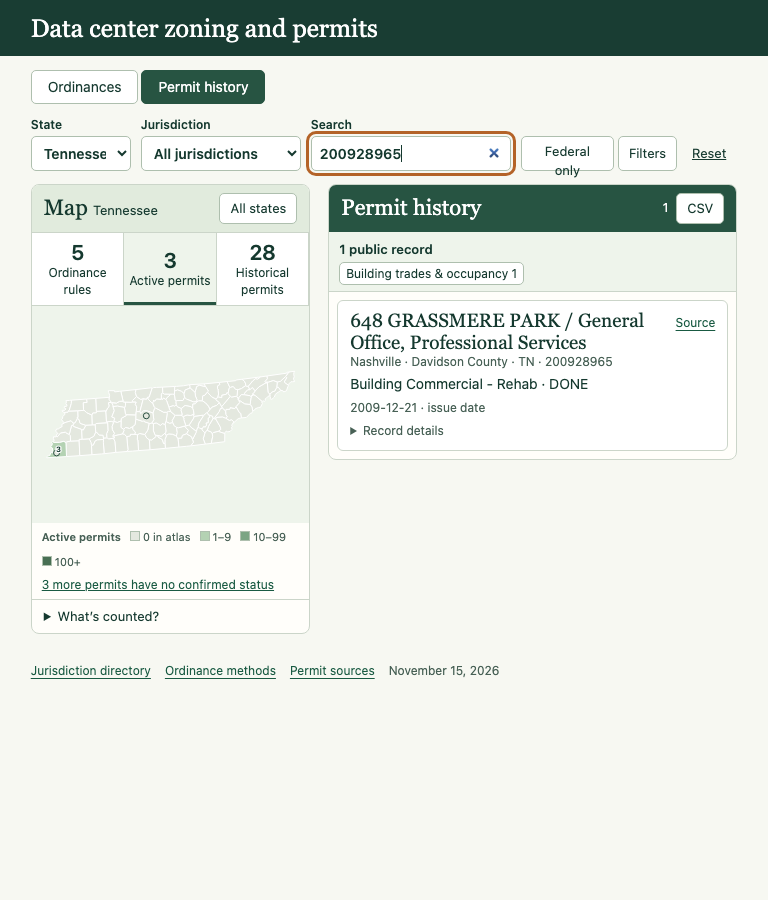 Data center zoning and permits
Ordinances
Permit history
State
Jurisdiction
Search
Tennesse
All jurisdictions
200928965
Federal
only
Filters
Reset
Map Tennessee
All states
5
Ordinance
rules
3
Active permits
28
Historical
permits
3
Active permits
0 in atlas
1–9
10–99
100+
3 more permits have no confirmed status
What's counted?
Permit history
1
CSV
1 public record
Building trades & occupancy 1
648 GRASSMERE PARK / General
Office, Professional Services
Source
Nashville · Davidson County · TN · 200928965
Building Commercial - Rehab · DONE
2009-12-21 · issue date
Record details
Jurisdiction directory
Ordinance methods
Permit sources
November 15, 2026